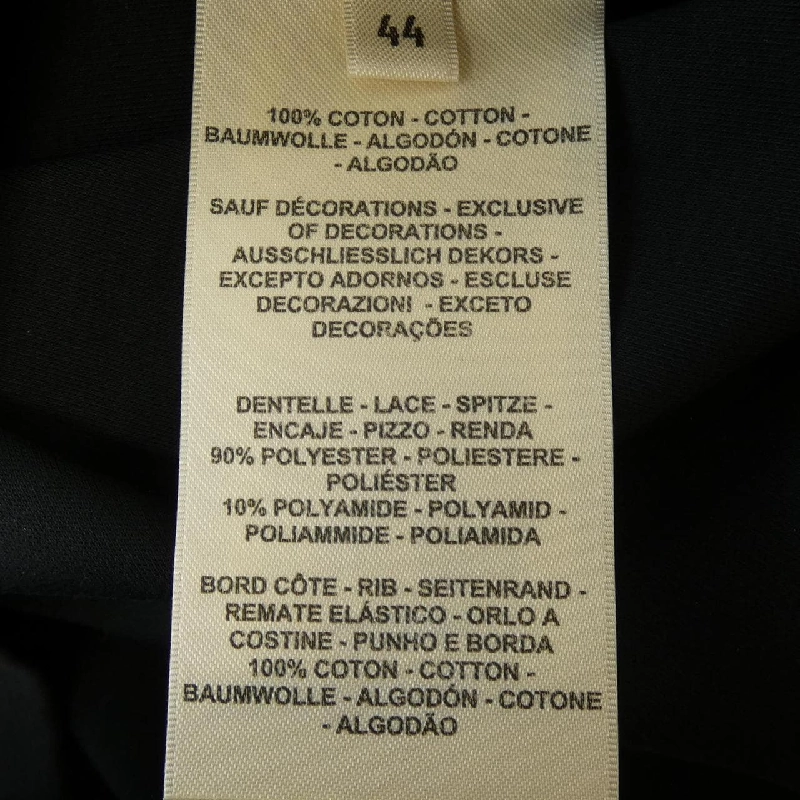 44
100% COTON - COTTON -
BAUMWOLLE - ALGODÓN - COTONE
- ALGODÃO
SAUF DÉCORATIONS - EXCLUSIVE
OF DECORATIONS -
AUSSCHLIESSLICH DEKORS -
EXCEPTO ADORNOS - ESCLUSE
DECORAZIONI - EXCETO
DECORAÇÕES
DENTELLE - LACE - SPITZE -
ENCAJE - PIZZO - RENDA
90% POLYESTER - POLIESTERE -
POLIÉSTER
10% POLYAMIDE - POLYAMID -
POLIAMMIDE - POLIAMIDA
BORD CÔTE - RIB - SEITENRAND -
REMATE ELÁSTICO - ORLO A
COSTINE - PUNHO E BORDA
100% COTON - COTTON -
BAUMWOLLE - ALGODÓN - COTONE
- ALGODÃO